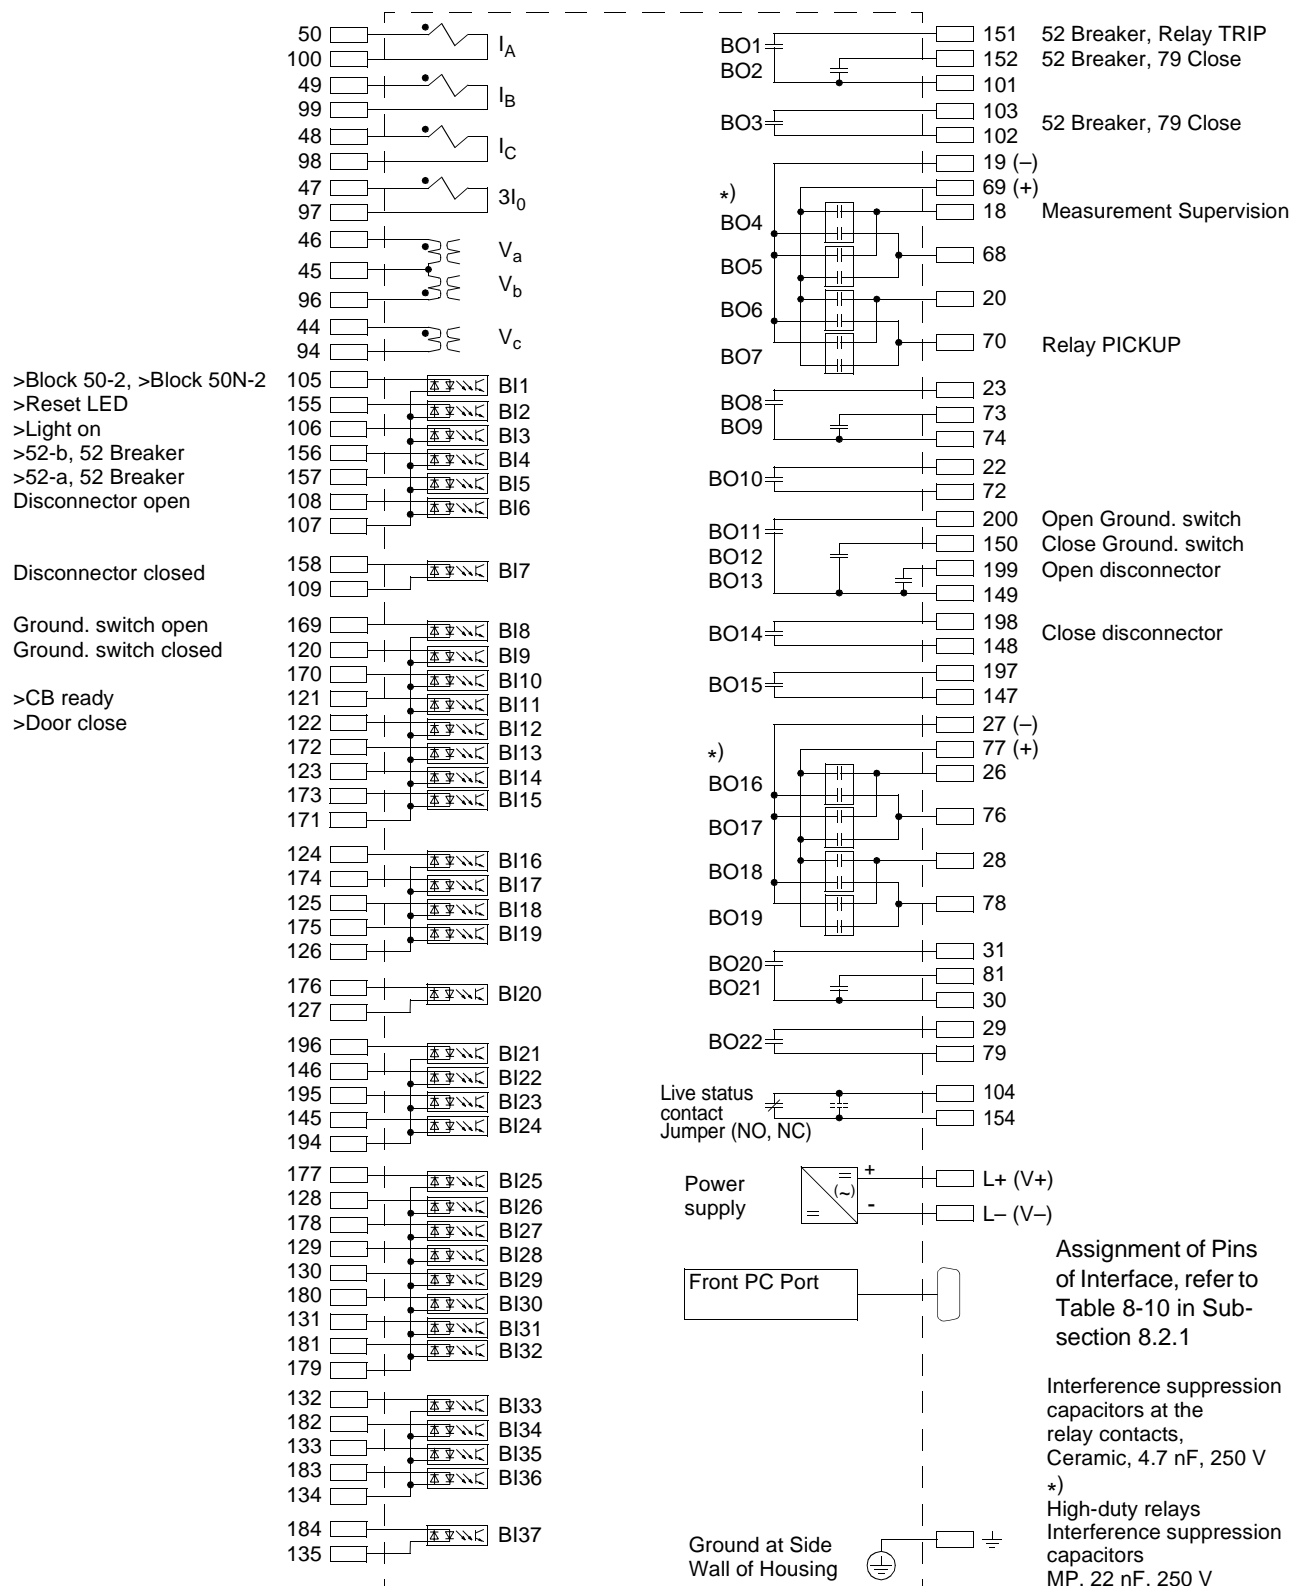 50
I_A
100
49
I_B
99
48
I_C
98
47
3I_0
97
46
V_a
45
V_b
96
44
V_c
94
>Block 50-2, >Block 50N-2 105 BI1
>Reset LED 155 BI2
>Light on 106 BI3
>52-b, 52 Breaker 156 BI4
>52-a, 52 Breaker 157 BI5
Disconnector open 108 BI6
107
Disconnector closed 158 BI7
109
Ground. switch open 169 BI8
Ground. switch closed 120 BI9
170 BI10
>CB ready 121 BI11
>Door close 122 BI12
172 BI13
123 BI14
173 BI15
171
124 BI16
174 BI17
125 BI18
175 BI19
126
176 BI20
127
196 BI21
146 BI22
195 BI23
145 BI24
194
177 BI25
128 BI26
178 BI27
129 BI28
130 BI29
180 BI30
131 BI31
181 BI32
179
132 BI33
182 BI34
133 BI35
183 BI36
134
184 BI37
135
BO1 151 52 Breaker, Relay TRIP
BO2 152 52 Breaker, 79 Close
101
BO3 103 52 Breaker, 79 Close
102
19 (–)
*) 69 (+)
BO4 18 Measurement Supervision
BO5 68
BO6 20
BO7 70 Relay PICKUP
BO8 23
BO9 73
74
BO10 22
72
BO11 200 Open Ground. switch
BO12 150 Close Ground. switch
BO13 199 Open disconnector
149
BO14 198 Close disconnector
148
BO15 197
147
27 (–)
*) 77 (+)
BO16 26
BO17 76
BO18 28
BO19 78
BO20 31
BO21 81
30
BO22 29
79
Live status 104
contact 154
Jumper (NO, NC)
Power + L+ (V+)
supply (~) - L– (V–)
Front PC Port
Assignment of Pins
of Interface, refer to
Table 8-10 in Sub-
section 8.2.1
Interference suppression
capacitors at the
relay contacts,
Ceramic, 4.7 nF, 250 V
*)
High-duty relays
Interference suppression
capacitors
MP, 22 nF, 250 V
Ground at Side
Wall of Housing